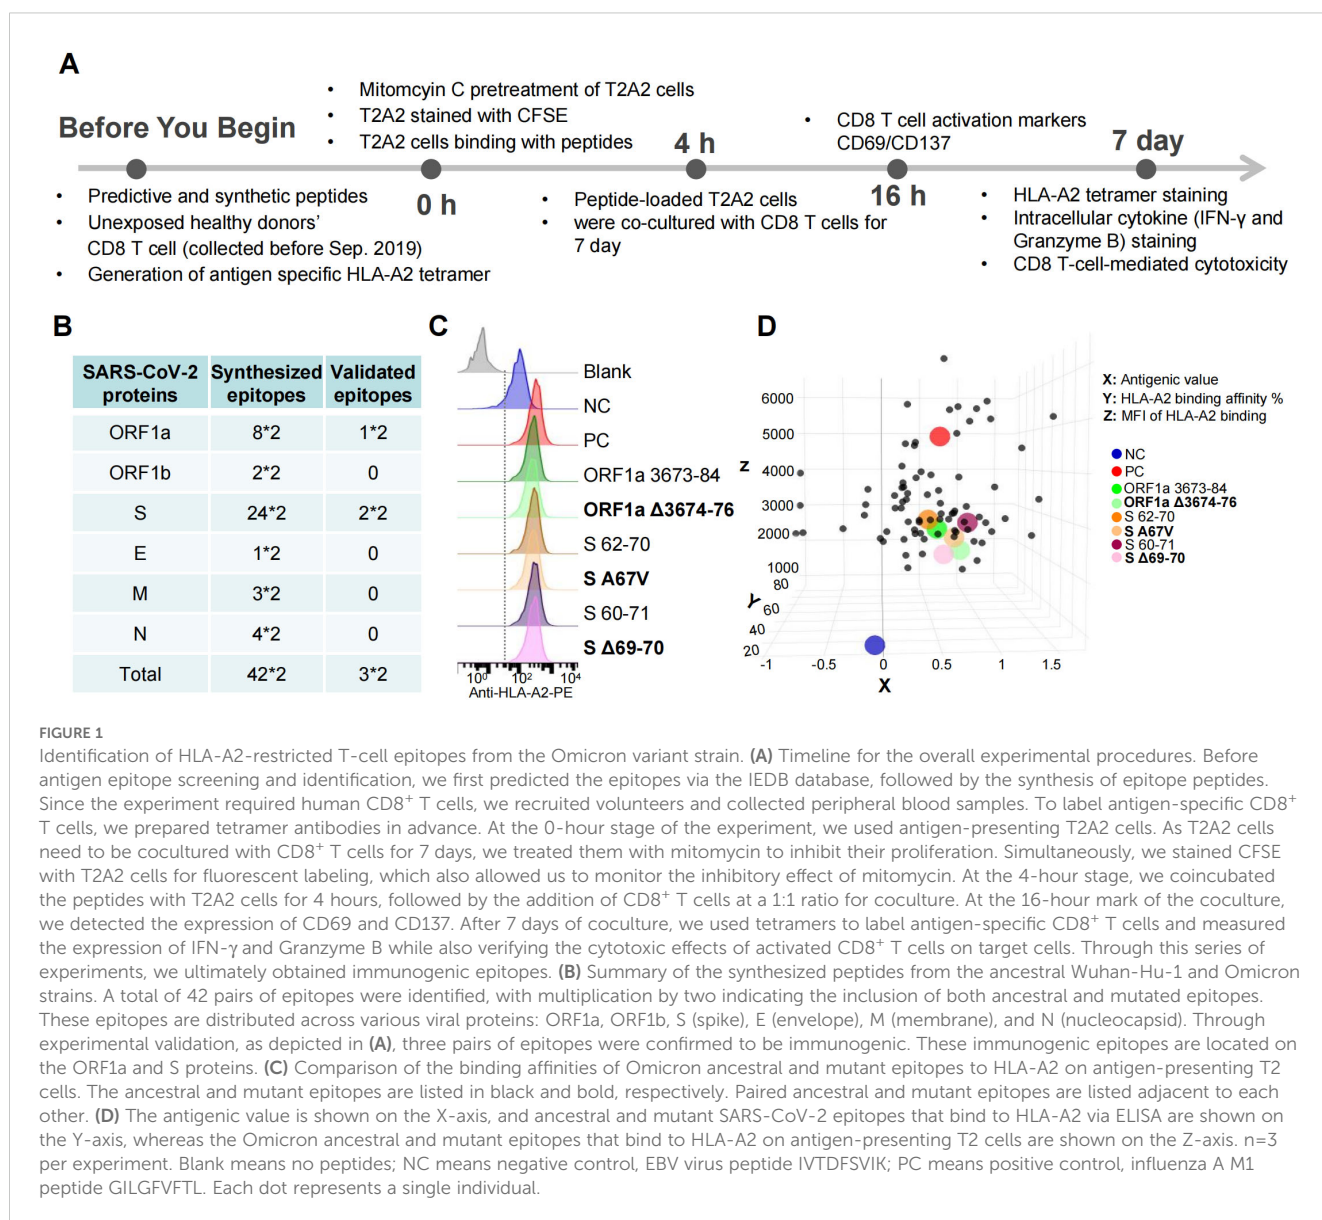 A
Before You Begin
• Mitomcyin C pretreatment of T2A2 cells
• T2A2 stained with CFSE
• T2A2 cells binding with peptides
4 h
• CD8 T cell activation markers
CD69/CD137
7 day
• Predictive and synthetic peptides
• Unexposed healthy donors’
CD8 T cell (collected before Sep. 2019)
• Generation of antigen specific HLA-A2 tetramer
0 h
• Peptide-loaded T2A2 cells
• were co-cultured with CD8 T cells for
7 day
16 h
• HLA-A2 tetramer staining
• Intracellular cytokine (IFN-γ and
Granzyme B) staining
• CD8 T-cell-mediated cytotoxicity
B
SARS-CoV-2 proteins Synthesized epitopes Validated epitopes
ORF1a 8*2 1*2
ORF1b 2*2 0
S 24*2 2*2
E 1*2 0
M 3*2 0
N 4*2 0
Total 42*2 3*2
C
Blank
NC
PC
ORF1a 3673-84
ORF1a Δ3674-76
S 62-70
S A67V
S 60-71
S Δ69-70
10⁰ 10² 10⁴
Anti-HLA-A2-PE
D
6000
5000
4000
3000
2000
1000
Z
80
60
40
20
Y
-1 -0.5 0 0.5 1 1.5
X
X: Antigenic value
Y: HLA-A2 binding affinity %
Z: MFI of HLA-A2 binding
NC
PC
ORF1a 3673-84
ORF1a Δ3674-76
S 62-70
S A67V
S 60-71
S Δ69-70
FIGURE 1
Identification of HLA-A2-restricted T-cell epitopes from the Omicron variant strain. (A) Timeline for the overall experimental procedures. Before
antigen epitope screening and identification, we first predicted the epitopes via the IEDB database, followed by the synthesis of epitope peptides.
Since the experiment required human CD8⁺ T cells, we recruited volunteers and collected peripheral blood samples. To label antigen-specific CD8⁺
T cells, we prepared tetramer antibodies in advance. At the 0-hour stage of the experiment, we used antigen-presenting T2A2 cells. As T2A2 cells
need to be cocultured with CD8⁺ T cells for 7 days, we treated them with mitomycin to inhibit their proliferation. Simultaneously, we stained CFSE
with T2A2 cells for fluorescent labeling, which also allowed us to monitor the inhibitory effect of mitomycin. At the 4-hour stage, we coincubated
the peptides with T2A2 cells for 4 hours, followed by the addition of CD8⁺ T cells at a 1:1 ratio for coculture. At the 16-hour mark of the coculture,
we detected the expression of CD69 and CD137. After 7 days of coculture, we used tetramers to label antigen-specific CD8⁺ T cells and measured
the expression of IFN-γ and Granzyme B while also verifying the cytotoxic effects of activated CD8⁺ T cells on target cells. Through this series of
experiments, we ultimately obtained immunogenic epitopes. (B) Summary of the synthesized peptides from the ancestral Wuhan-Hu-1 and Omicron
strains. A total of 42 pairs of epitopes were identified, with multiplication by two indicating the inclusion of both ancestral and mutated epitopes.
These epitopes are distributed across various viral proteins: ORF1a, ORF1b, S (spike), E (envelope), M (membrane), and N (nucleocapsid). Through
experimental validation, as depicted in (A), three pairs of epitopes were confirmed to be immunogenic. These immunogenic epitopes are located on
the ORF1a and S proteins. (C) Comparison of the binding affinities of Omicron ancestral and mutant epitopes to HLA-A2 on antigen-presenting T2
cells. The ancestral and mutant epitopes are listed in black and bold, respectively. Paired ancestral and mutant epitopes are listed adjacent to each
other. (D) The antigenic value is shown on the X-axis, and ancestral and mutant SARS-CoV-2 epitopes that bind to HLA-A2 via ELISA are shown on
the Y-axis, whereas the Omicron ancestral and mutant epitopes that bind to HLA-A2 on antigen-presenting T2 cells are shown on the Z-axis. n=3
per experiment. Blank means no peptides; NC means negative control, EBV virus peptide IVTDFSVIK; PC means positive control, influenza A M1
peptide GILGFVFTL. Each dot represents a single individual.